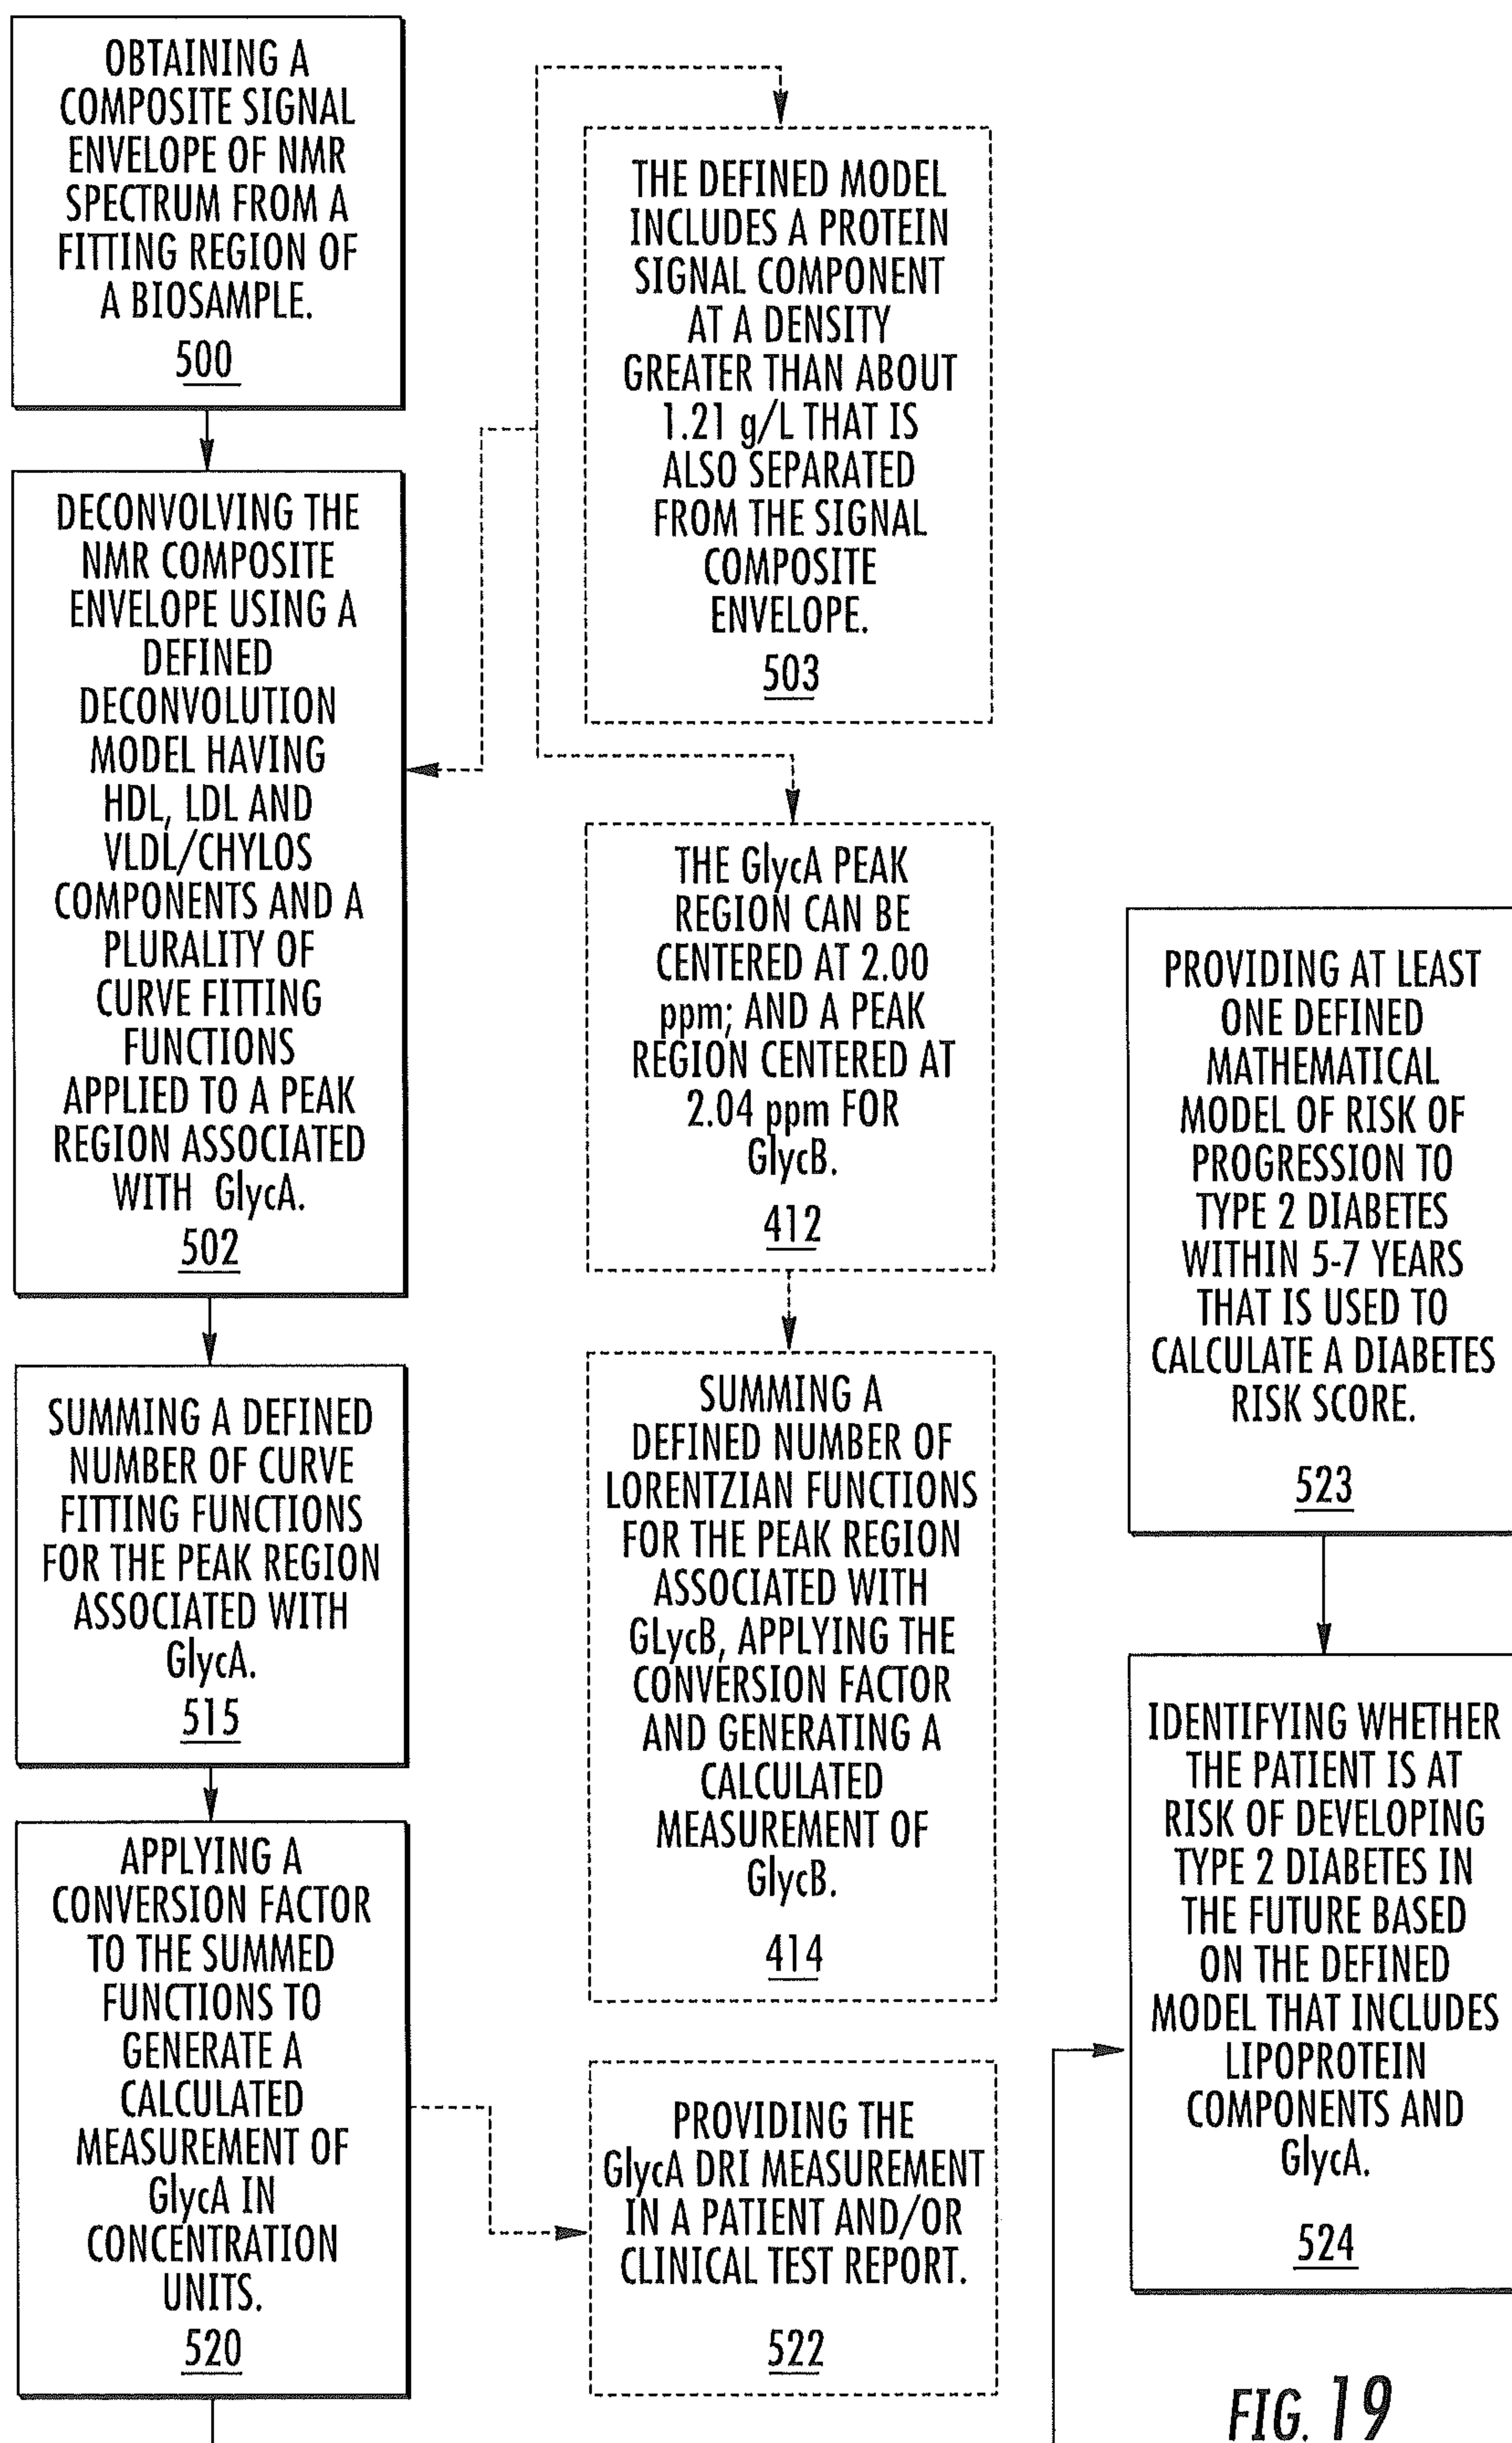 OBTAINING A
COMPOSITE SIGNAL
ENVELOPE OF NMR
SPECTRUM FROM A
FITTING REGION OF
A BIOSAMPLE.
500
DECONVOLVING THE
NMR COMPOSITE
ENVELOPE USING A
DEFINED
DECONVOLUTION
MODEL HAVING
HDL, LDL AND
VLDL/CHYLOS
COMPONENTS AND A
PLURALITY OF
CURVE FITTING
FUNCTIONS
APPLIED TO A PEAK
REGION ASSOCIATED
WITH GlycA.
502
SUMMING A DEFINED
NUMBER OF CURVE
FITTING FUNCTIONS
FOR THE PEAK REGION
ASSOCIATED WITH
GlycA.
515
APPLYING A
CONVERSION FACTOR
TO THE SUMMED
FUNCTIONS TO
GENERATE A
CALCULATED
MEASUREMENT OF
GlycA IN
CONCENTRATION
UNITS.
520
THE DEFINED MODEL
INCLUDES A PROTEIN
SIGNAL COMPONENT
AT A DENSITY
GREATER THAN ABOUT
1.21 g/L THAT IS
ALSO SEPARATED
FROM THE SIGNAL
COMPOSITE
ENVELOPE.
503
THE GlycA PEAK
REGION CAN BE
CENTERED AT 2.00
ppm; AND A PEAK
REGION CENTERED AT
2.04 ppm FOR
GlycB.
412
SUMMING A
DEFINED NUMBER OF
LORENTZIAN FUNCTIONS
FOR THE PEAK REGION
ASSOCIATED WITH
GLycB, APPLYING THE
CONVERSION FACTOR
AND GENERATING A
CALCULATED
MEASUREMENT OF
GlycB.
414
PROVIDING THE
GlycA DRI MEASUREMENT
IN A PATIENT AND/OR
CLINICAL TEST REPORT.
522
PROVIDING AT LEAST
ONE DEFINED
MATHEMATICAL
MODEL OF RISK OF
PROGRESSION TO
TYPE 2 DIABETES
WITHIN 5-7 YEARS
THAT IS USED TO
CALCULATE A DIABETES
RISK SCORE.
523
IDENTIFYING WHETHER
THE PATIENT IS AT
RISK OF DEVELOPING
TYPE 2 DIABETES IN
THE FUTURE BASED
ON THE DEFINED
MODEL THAT INCLUDES
LIPOPROTEIN
COMPONENTS AND
GlycA.
524
FIG. 19